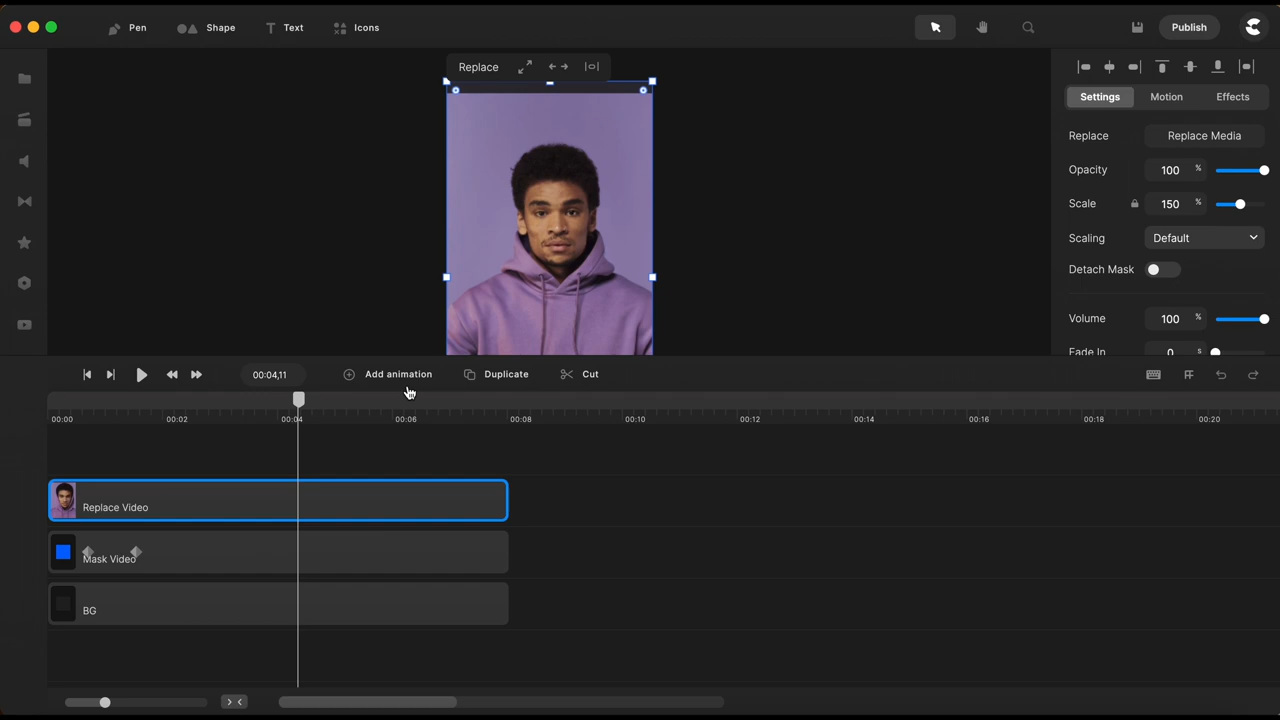 Pen Shape Text Icons Publish
Replace
Settings Motion Effects
Replace Replace Media
Opacity 100 %
Scale 150 %
Scaling Default
Detach Mask
Volume 100 %
Fade In 0 s
00:04,11 Add animation Duplicate Cut
00:00 00:02 00:04 00:06 00:08 00:10 00:12 00:14 00:16 00:18 00:20
Replace Video
Mask Video
BG